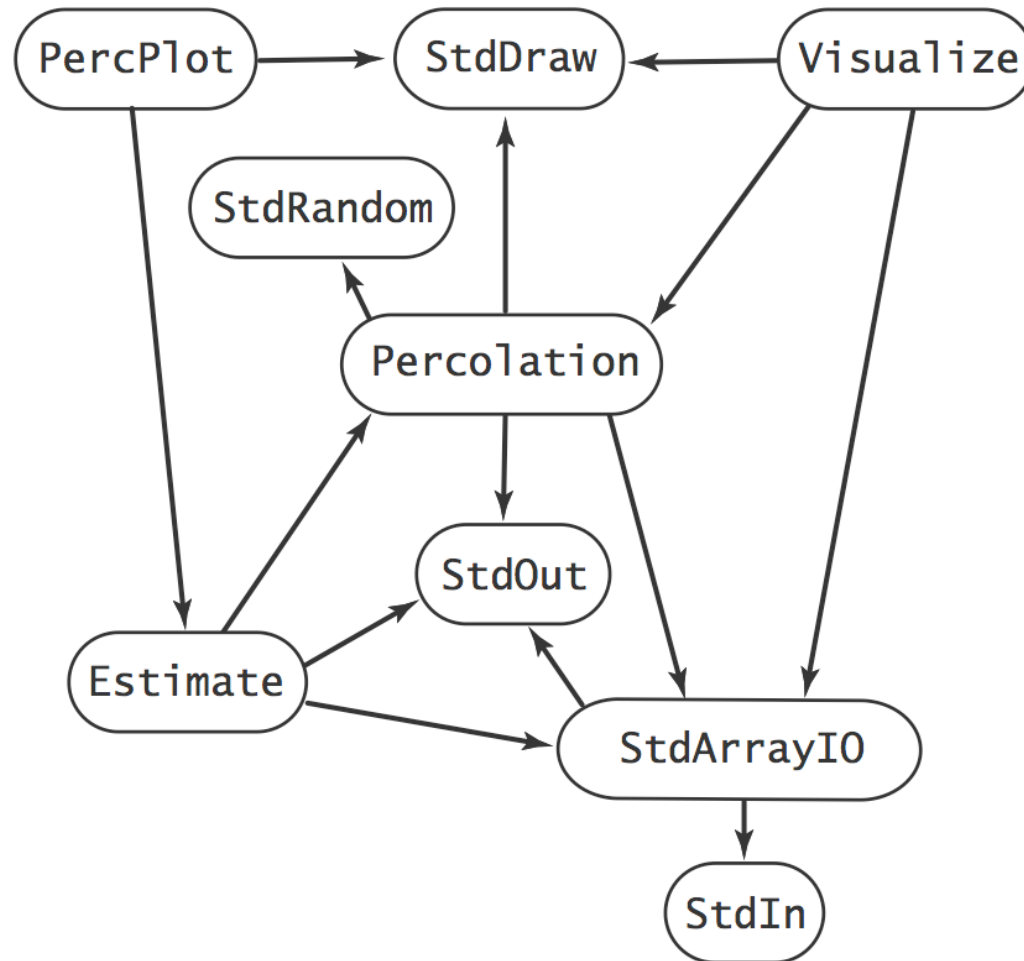 PercPlot
StdDraw
Visualize
StdRandom
Percolation
StdOut
Estimate
StdArrayIO
StdIn